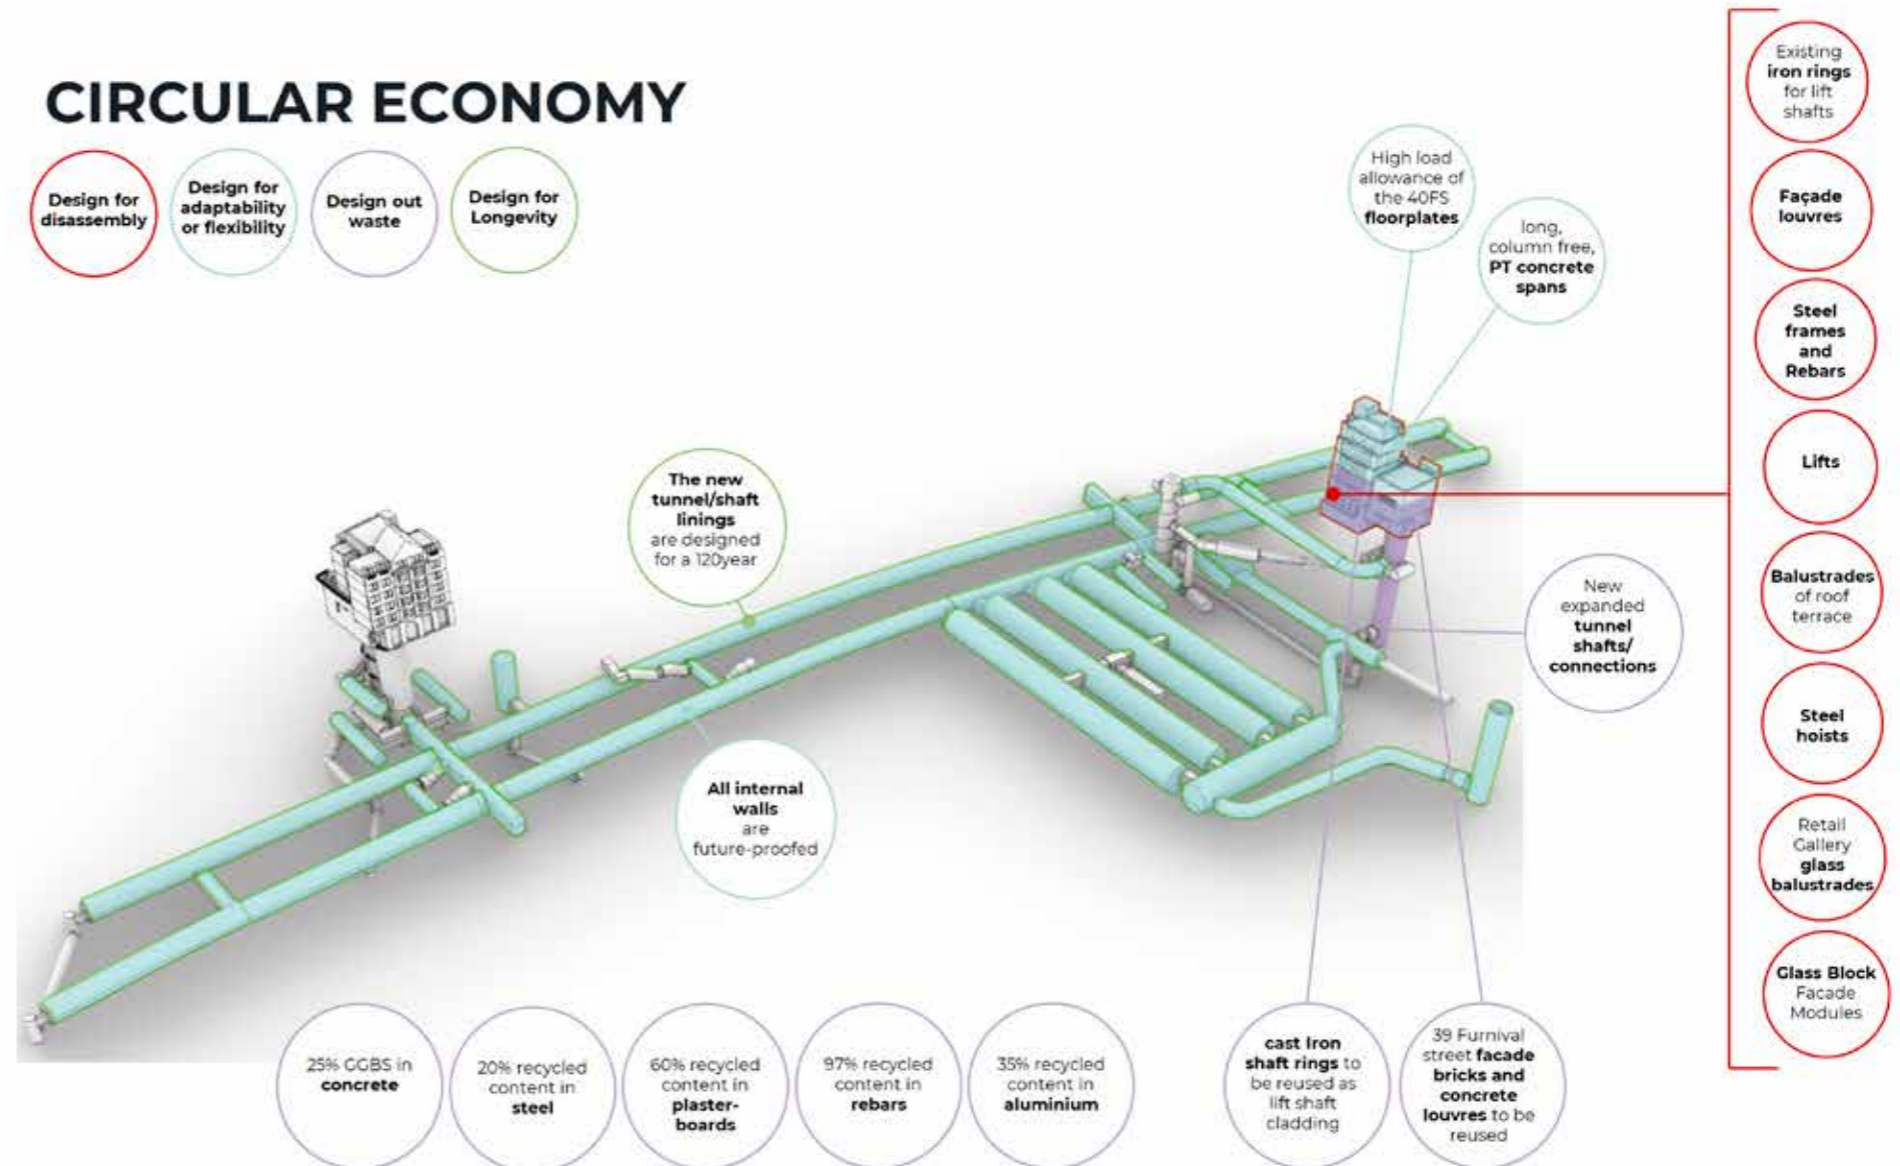 CIRCULAR ECONOMY
Design for
disassembly
Design for
adaptability
or flexibility
Design out
waste
Design for
Longevity
High load
allowance of
the 40FS
floorplates
long,
column free,
PT concrete
spans
The new
tunnel/shaft
linings
are designed
for a 120year
All internal
walls
are
future-proofed
New
expanded
tunnel
shafts/
connections
Existing
iron rings
for lift
shafts
Façade
louvres
Steel
frames
and
Rebars
Lifts
Balustrades
of roof
terrace
Steel
hoists
Retail
Gallery
glass
balustrades
Glass Block
Facade
Modules
25% GGBS in
concrete
20% recycled
content in
steel
60% recycled
content in
plaster-
boards
97% recycled
content in
rebars
35% recycled
content in
aluminium
cast Iron
shaft rings to
be reused as
lift shaft
cladding
39 Furnival
street facade
bricks and
concrete
louvres to be
reused